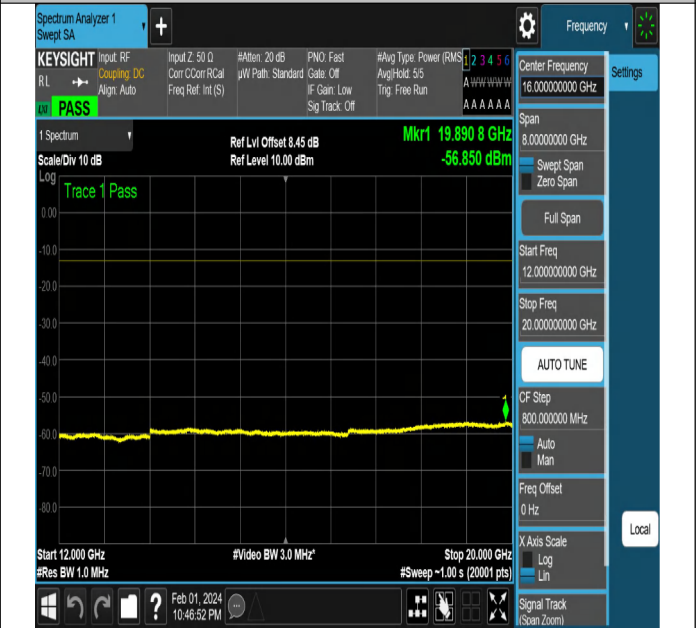 Spectrum Analyzer 1
Swept SA
+
Frequency
KEYSIGHT
RL
PASS
Input: RF
Coupling: DC
Align: Auto
Input Z: 50 Ω
Corr CCorr RCal
Freq Ref: Int (S)
#Atten: 20 dB
µW Path: Standard
PNO: Fast
Gate: Off
IF Gain: Low
Sig Track: Off
#Avg Type: Power (RMS
Avg|Hold: 5/5
Trig: Free Run
1 2 3 4 5 6
A W W W W W
A A A A A A
1 Spectrum
Scale/Div 10 dB
Ref Lvl Offset 8.45 dB
Ref Level 10.00 dBm
Mkr1 19.890 8 GHz
-56.850 dBm
Log
Trace 1 Pass
0.00
-10.0
-20.0
-30.0
-40.0
-50.0
-60.0
-70.0
-80.0
1
Start 12.000 GHz
#Res BW 1.0 MHz
#Video BW 3.0 MHz*
Stop 20.000 GHz
#Sweep ~1.00 s (20001 pts)
Center Frequency
16.000000000 GHz
Settings
Span
8.00000000 GHz
Swept Span
Zero Span
Full Span
Start Freq
12.000000000 GHz
Stop Freq
20.000000000 GHz
AUTO TUNE
CF Step
800.000000 MHz
Auto
Man
Freq Offset
0 Hz
X Axis Scale
Log
Lin
Local
Signal Track
(Span Zoom)
?
Feb 01, 2024
10:46:52 PM